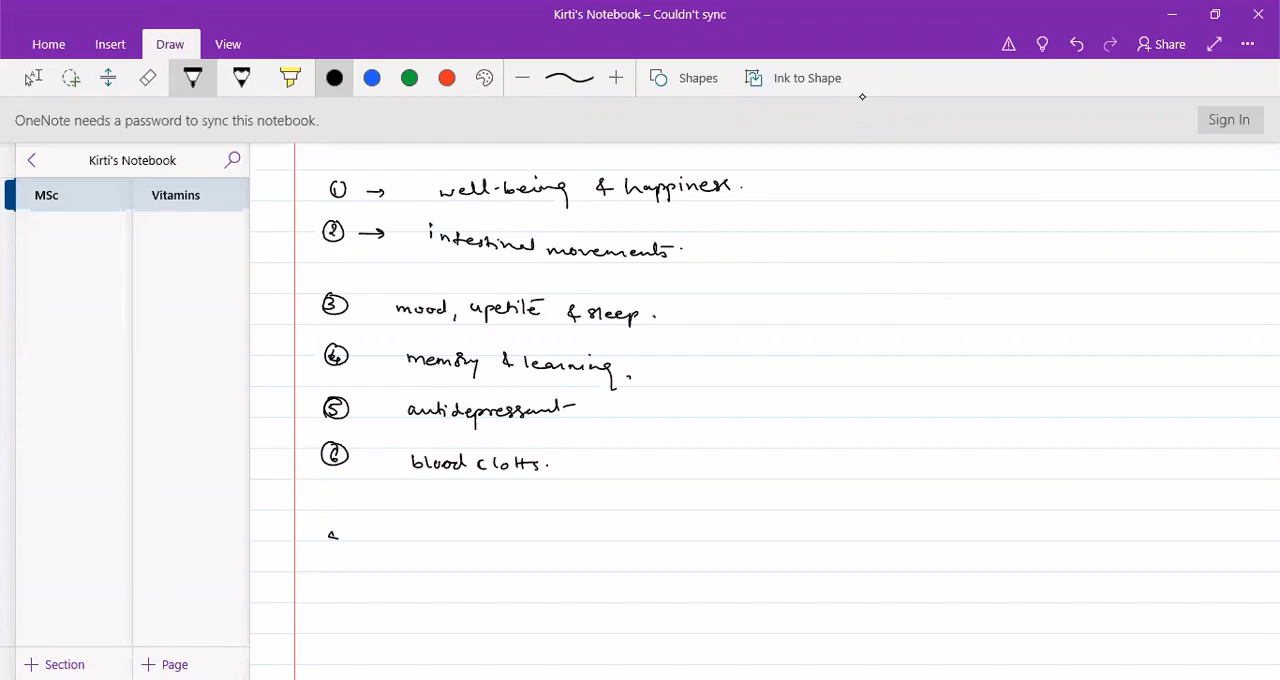 Kirti's Notebook – Couldn't sync
Home Insert Draw View Share
Shapes Ink to Shape
OneNote needs a password to sync this notebook. Sign In
Kirti's Notebook
MSc Vitamins
① → well-being & happiness.
② → intestinal movements.
③ mood, upetite & sleep.
④ memory & learning.
⑤ antidepressant
⑥ blood clotts.
+ Section + Page